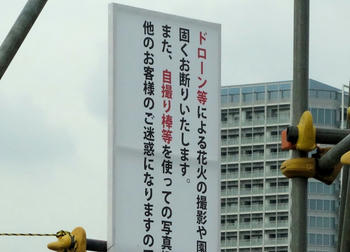 ドローン等による花火の撮影や園
固くお断りいたします。
また、自撮り棒等を使っての写真
他のお客様のご迷惑になりますの